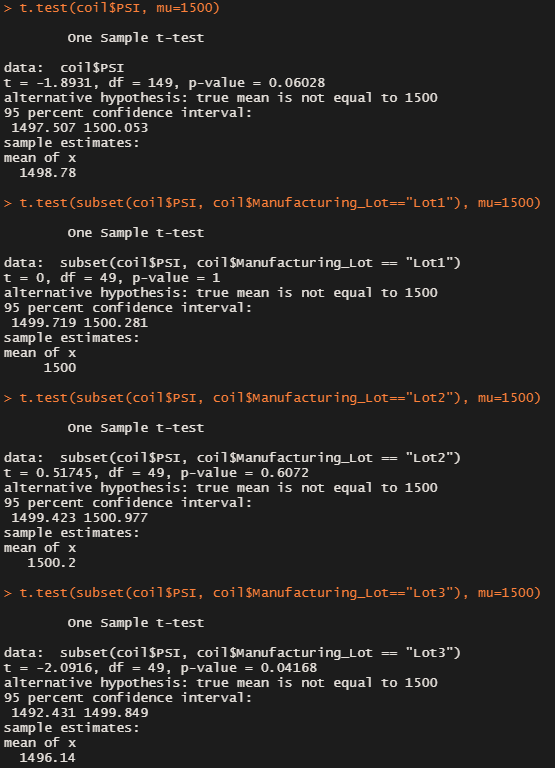 > t.test(coil$PSI, mu=1500)
One Sample t-test
data:  coil$PSI
t = -1.8931, df = 149, p-value = 0.06028
alternative hypothesis: true mean is not equal to 1500
95 percent confidence interval:
1497.507 1500.053
sample estimates:
mean of x
1498.78
> t.test(subset(coil$PSI, coil$Manufacturing_Lot=="Lot1"), mu=1500)
One Sample t-test
data:  subset(coil$PSI, coil$Manufacturing_Lot == "Lot1")
t = 0, df = 49, p-value = 1
alternative hypothesis: true mean is not equal to 1500
95 percent confidence interval:
1499.719 1500.281
sample estimates:
mean of x
1500
> t.test(subset(coil$PSI, coil$Manufacturing_Lot=="Lot2"), mu=1500)
One Sample t-test
data:  subset(coil$PSI, coil$Manufacturing_Lot == "Lot2")
t = 0.51745, df = 49, p-value = 0.6072
alternative hypothesis: true mean is not equal to 1500
95 percent confidence interval:
1499.423 1500.977
sample estimates:
mean of x
1500.2
> t.test(subset(coil$PSI, coil$Manufacturing_Lot=="Lot3"), mu=1500)
One Sample t-test
data:  subset(coil$PSI, coil$Manufacturing_Lot == "Lot3")
t = -2.0916, df = 49, p-value = 0.04168
alternative hypothesis: true mean is not equal to 1500
95 percent confidence interval:
1492.431 1499.849
sample estimates:
mean of x
1496.14